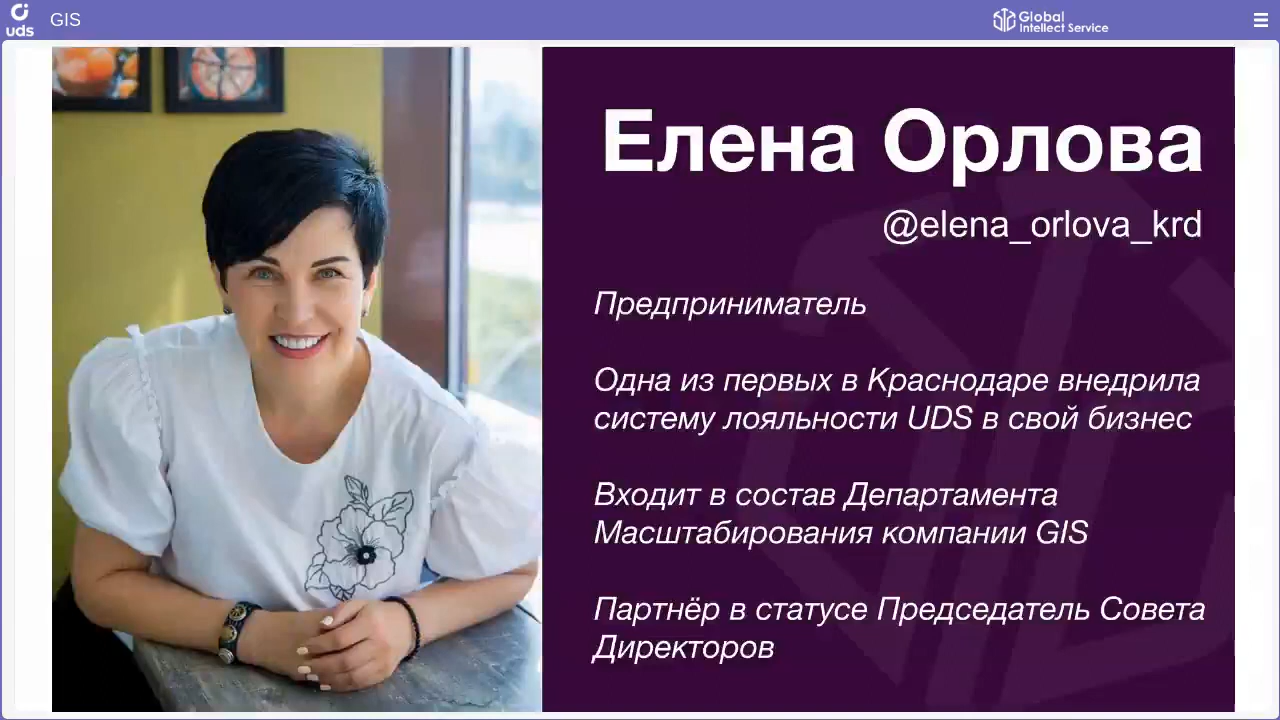 uds
GIS
Global
Intellect Service
Елена Орлова
@elena_orlova_krd
Предприниматель
Одна из первых в Краснодаре внедрила
систему лояльности UDS в свой бизнес
Входит в состав Департамента
Масштабирования компании GIS
Партнёр в статусе Председатель Совета
Директоров